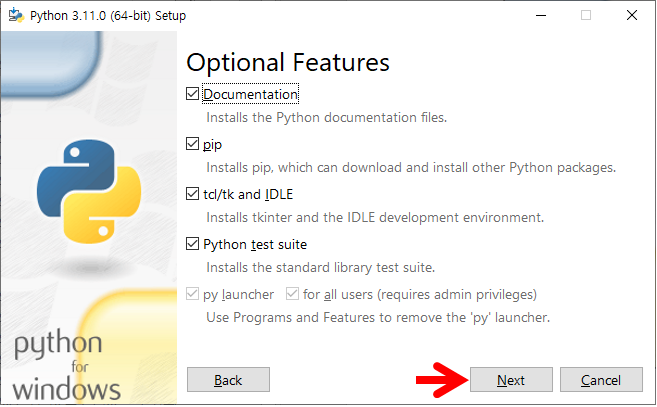 Python 3.11.0 (64-bit) Setup
Optional Features
Documentation
Installs the Python documentation files.
pip
Installs pip, which can download and install other Python packages.
tcl/tk and IDLE
Installs tkinter and the IDLE development environment.
Python test suite
Installs the standard library test suite.
py launcher for all users (requires admin privileges)
Use Programs and Features to remove the 'py' launcher.
python
for
windows
Back Next Cancel